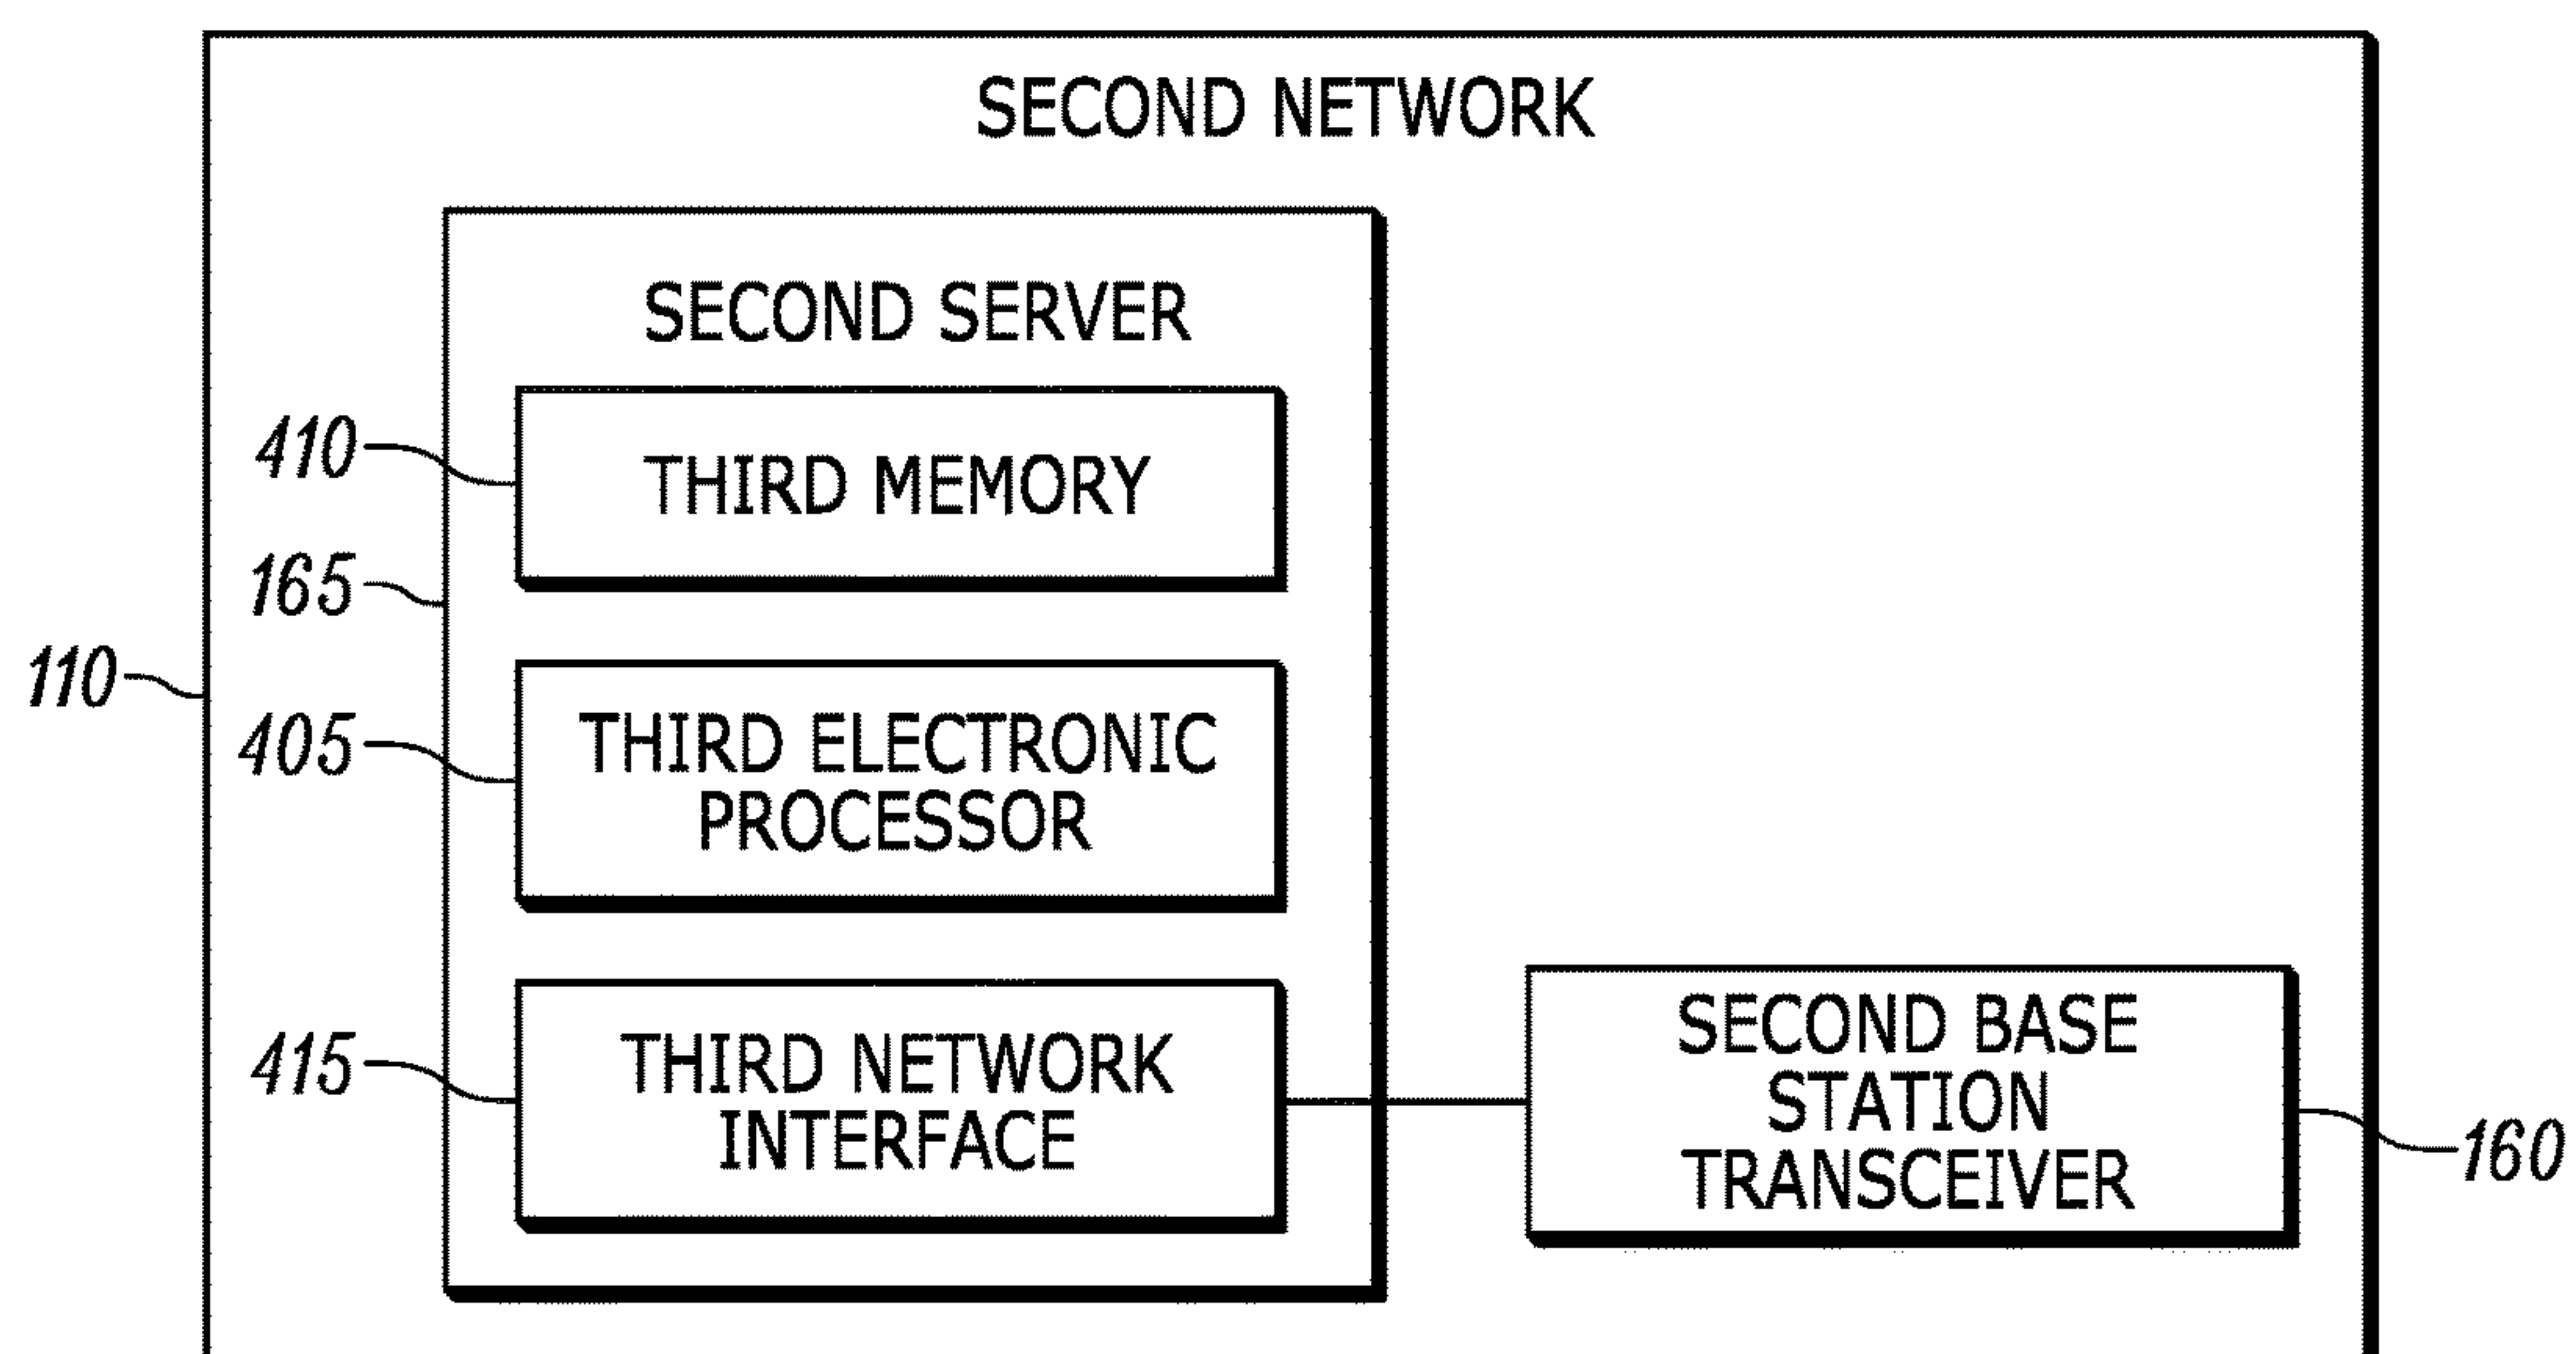 SECOND NETWORK
SECOND SERVER
410
THIRD MEMORY
165
110
405
THIRD ELECTRONIC
PROCESSOR
415
THIRD NETWORK
INTERFACE
SECOND BASE
STATION
TRANSCEIVER
160